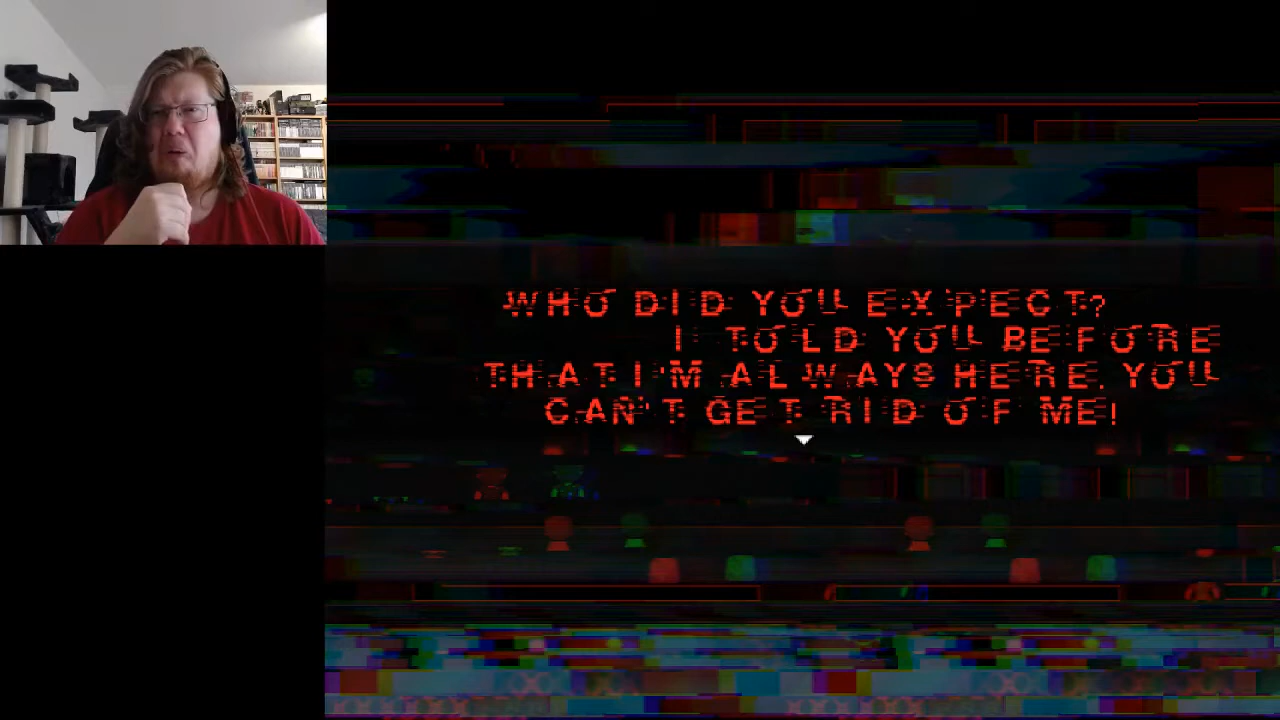 WHO DID YOU EXPECT?
I TOLD YOU BEFORE
THAT I'M ALWAYS HERE. YOU
CAN'T GET RID OF ME!